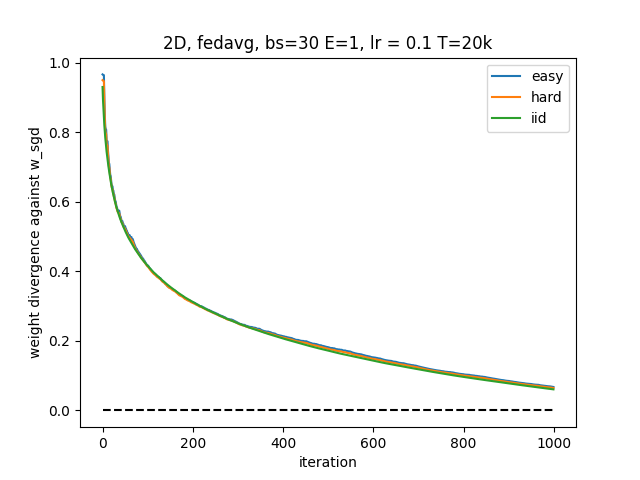 2D, fedavg, bs=30 E=1, lr = 0.1 T=20k
easy
hard
iid
weight divergence against w_sgd
1.0
0.8
0.6
0.4
0.2
0.0
0 200 400 600 800 1000
iteration